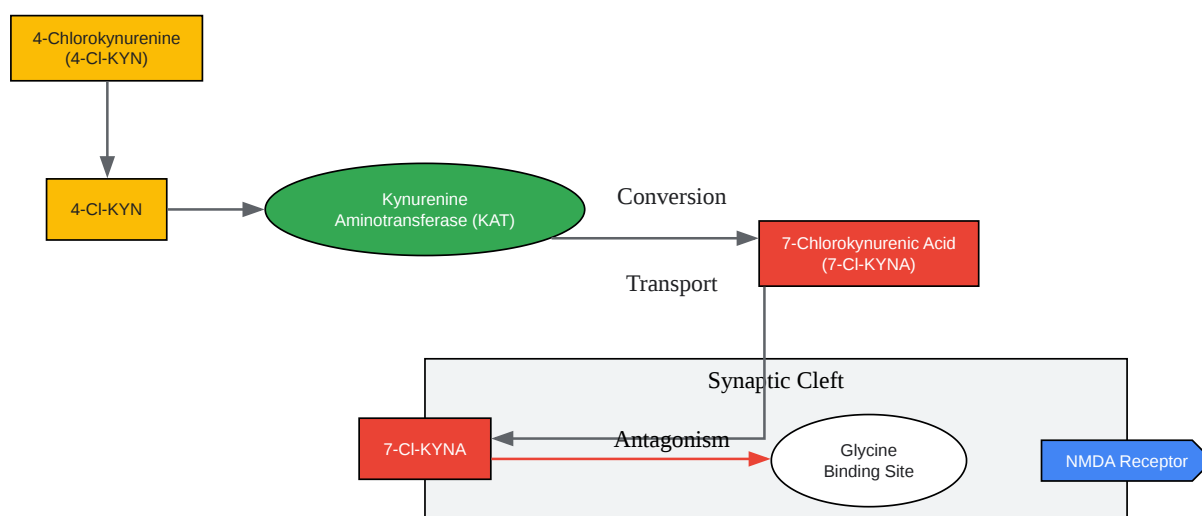 4-Chlorokynurenine
(4-Cl-KYN)
4-Cl-KYN
Kynurenine
Aminotransferase (KAT)
Conversion
7-Chlorokynurenic Acid
(7-Cl-KYNA)
Transport
Synaptic Cleft
7-Cl-KYNA
Antagonism
Glycine
Binding Site
NMDA Receptor